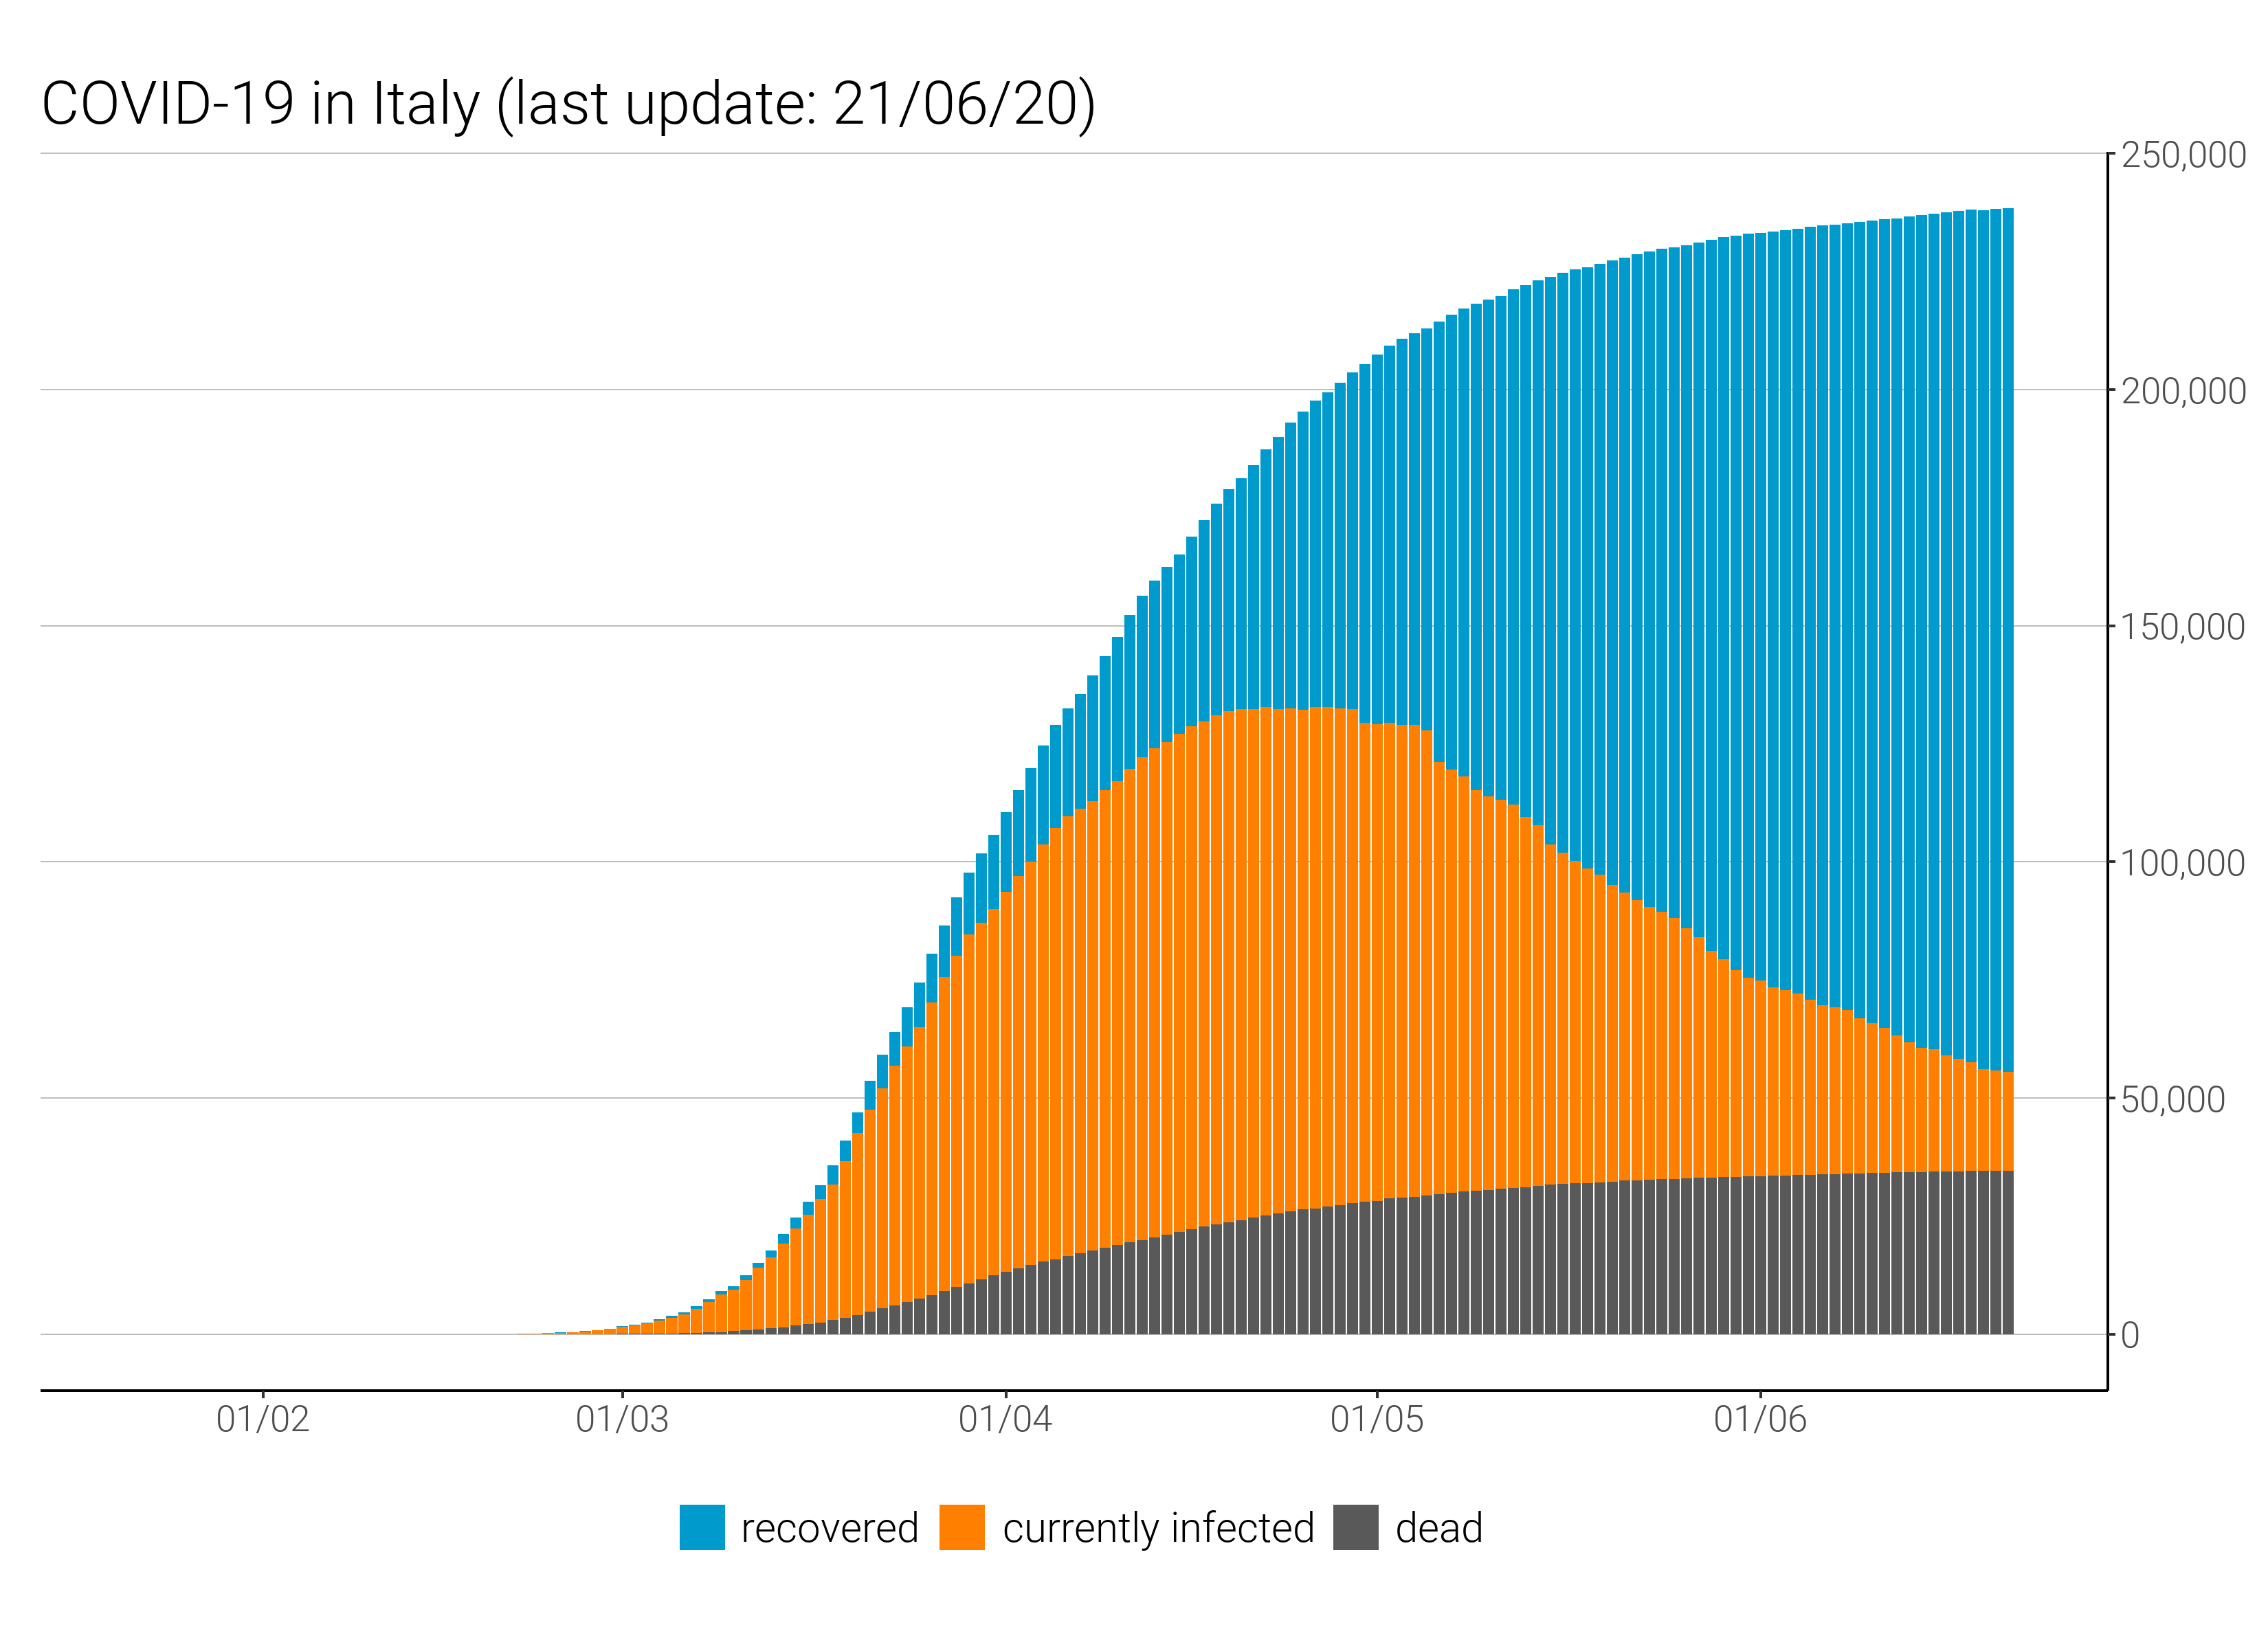 COVID-19 in Italy (last update: 21/06/20)
250,000
200,000
150,000
100,000
50,000
0
01/02 01/03 01/04 01/05 01/06
recovered currently infected dead